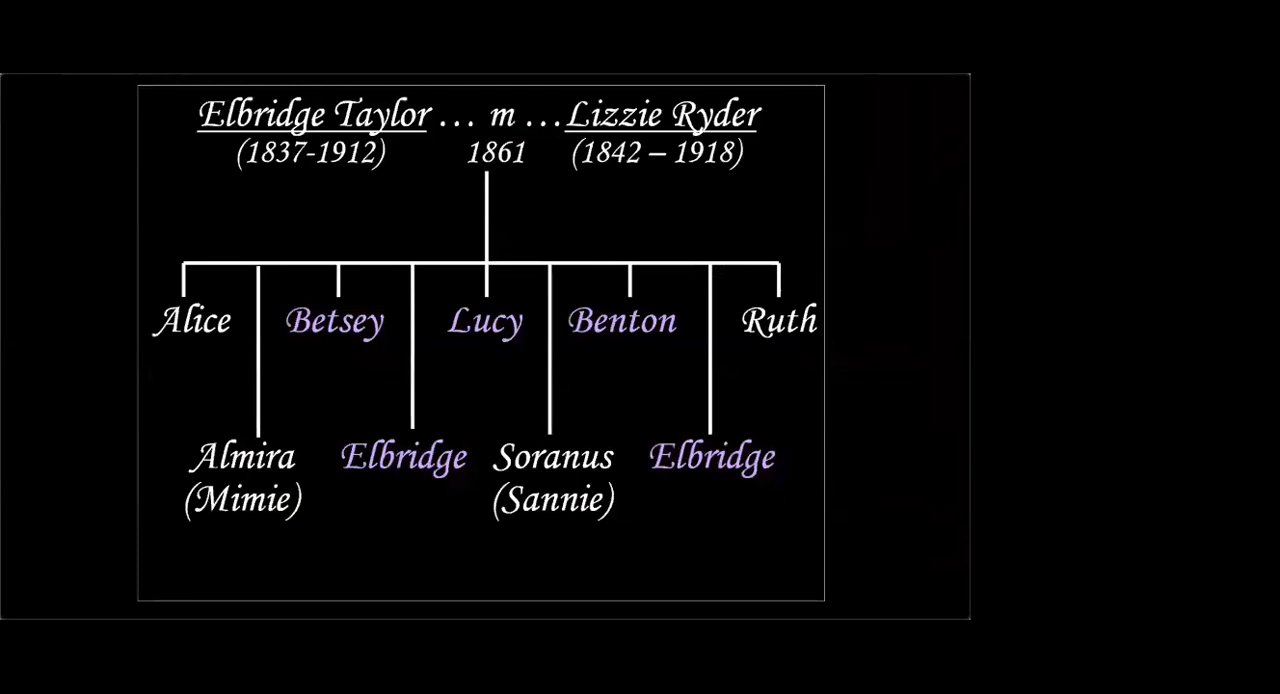 Elbridge Taylor ... m ... Lizzie Ryder
(1837-1912) 1861 (1842 – 1918)
Alice Betsey Lucy Benton Ruth
Almira Elbridge Soranus Elbridge
(Mimie) (Sannie)